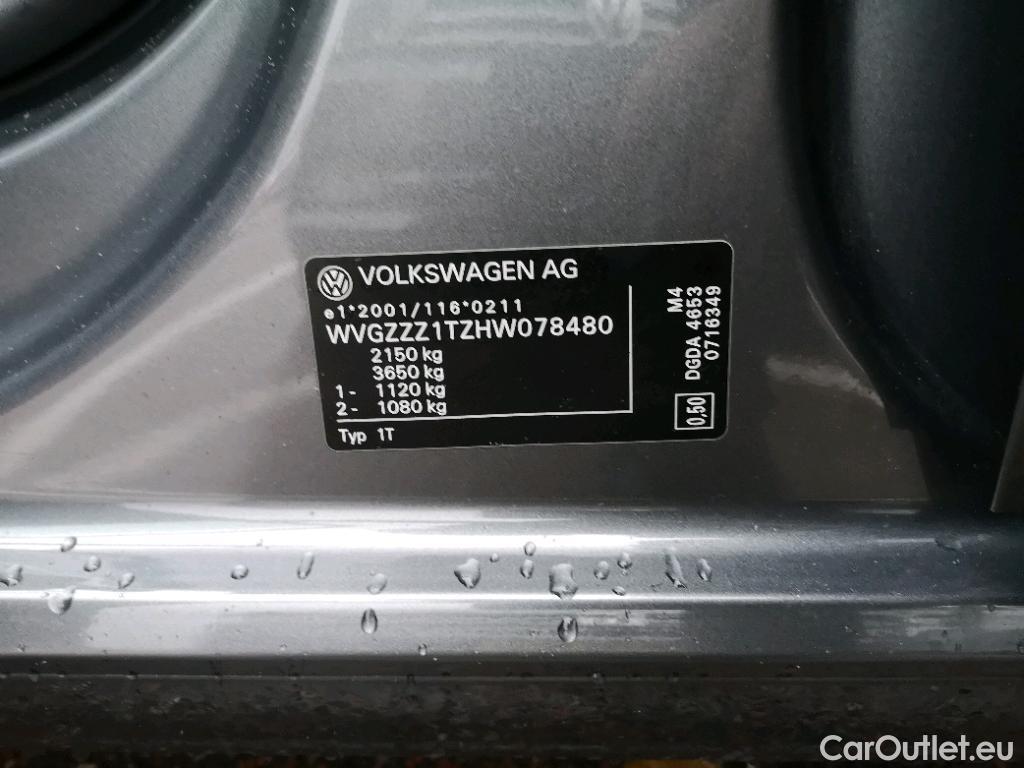 VOLKSWAGEN AG
e1*2001/116*0211
WVGZZZ1TZHW078480
2150 kg
3650 kg
1- 1120 kg
2- 1080 kg
Typ 1T
M4
DGDA 4653
0716349
0,50
CarOutlet.eu